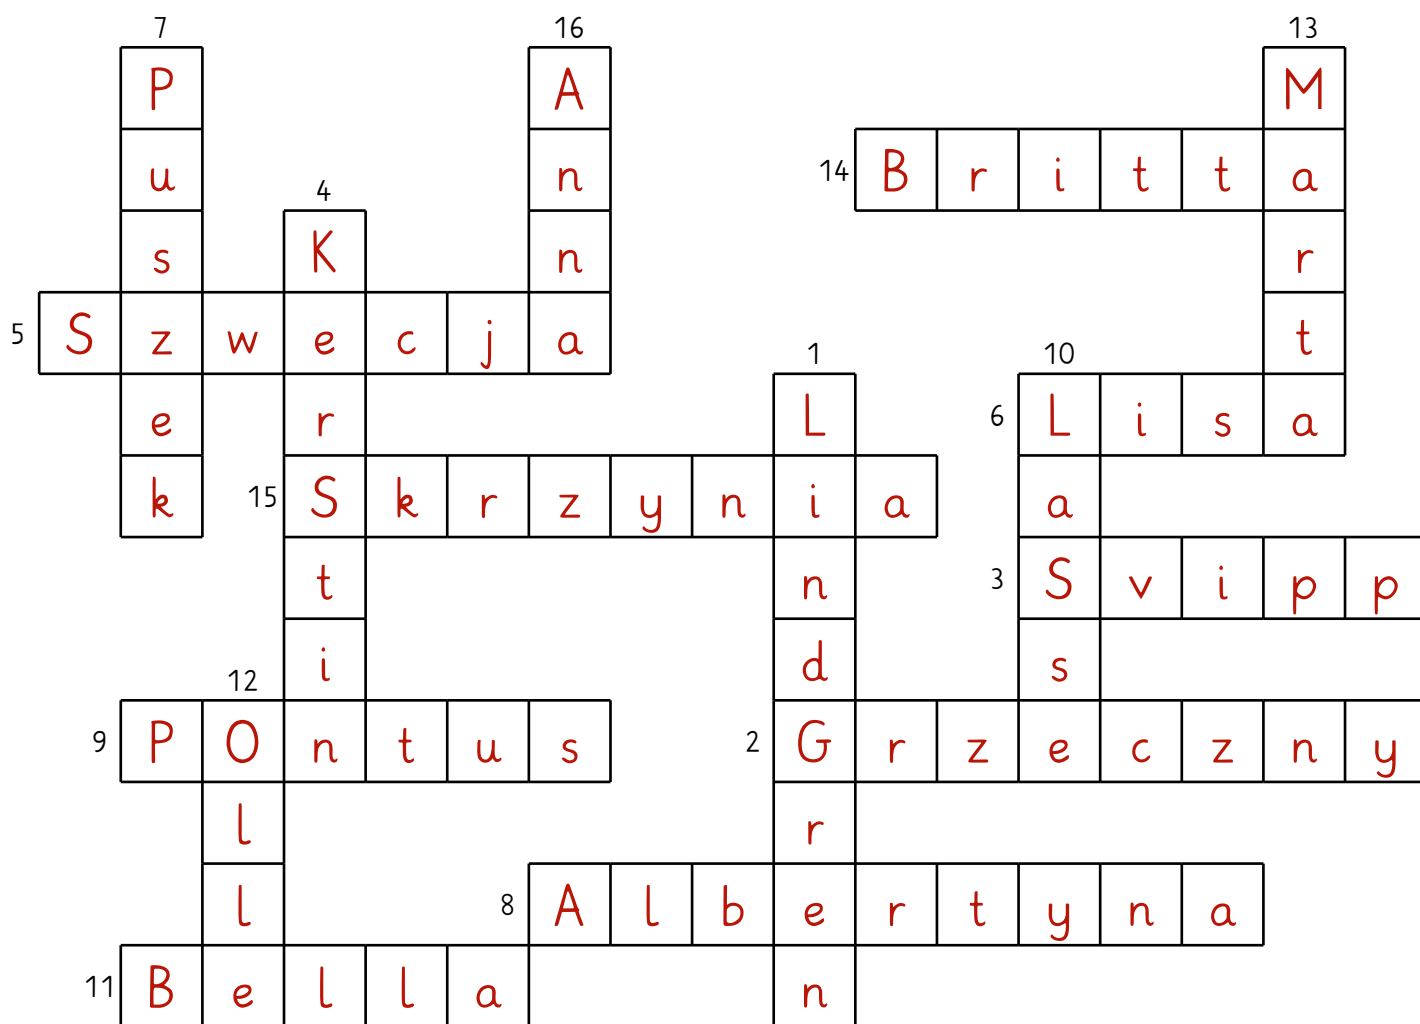 7 16 13
P A M
u n 14 B r i t t a
4
s K n r
5 S z w e c j a t
1 10
e r L 6 L i s a
k 15 S k r z y n i a a
t n 3 S v i p p
i d s
12
9 P O n t u s 2 G r z e c z n y
l r
l 8 A l b e r t y n a
11 B e l l a n